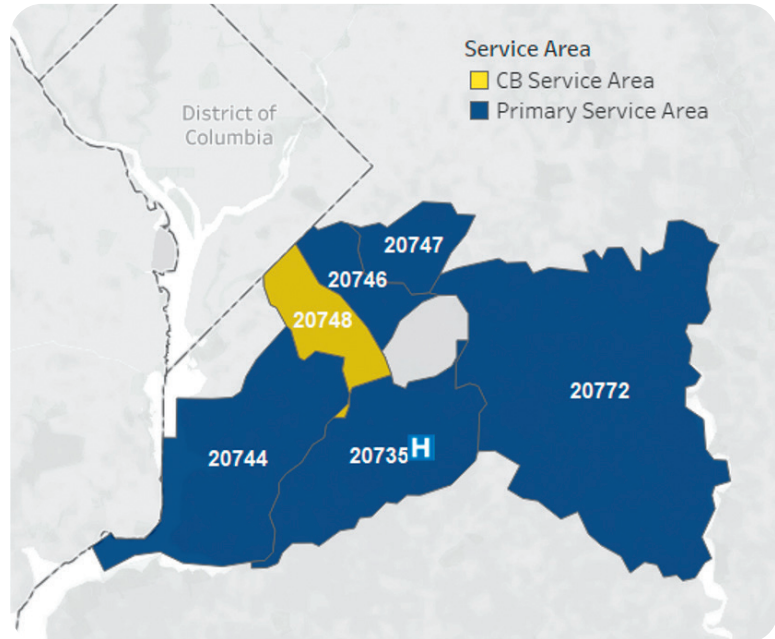 Service Area
CB Service Area
Primary Service Area
District of
Columbia
20747
20746
20748
20772
20744
20735 H